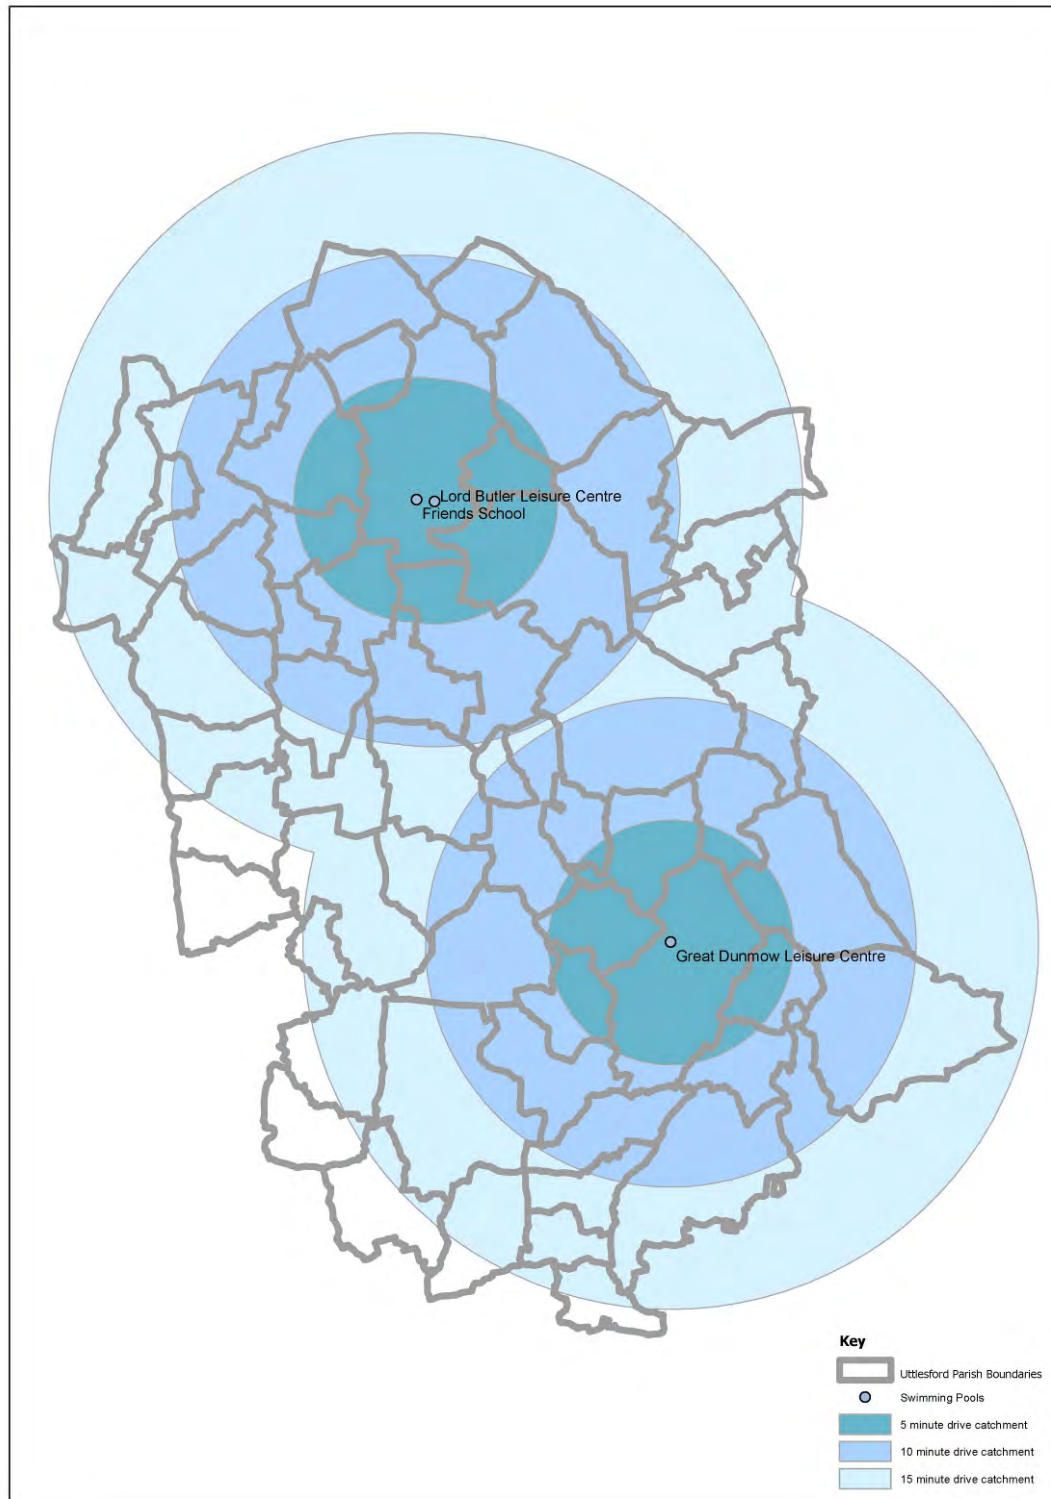 Lord Butler Leisure Centre
Friends School
Great Dunmow Leisure Centre
Key
Uttlesford Parish Boundaries
Swimming Pools
5 minute drive catchment
10 minute drive catchment
15 minute drive catchment